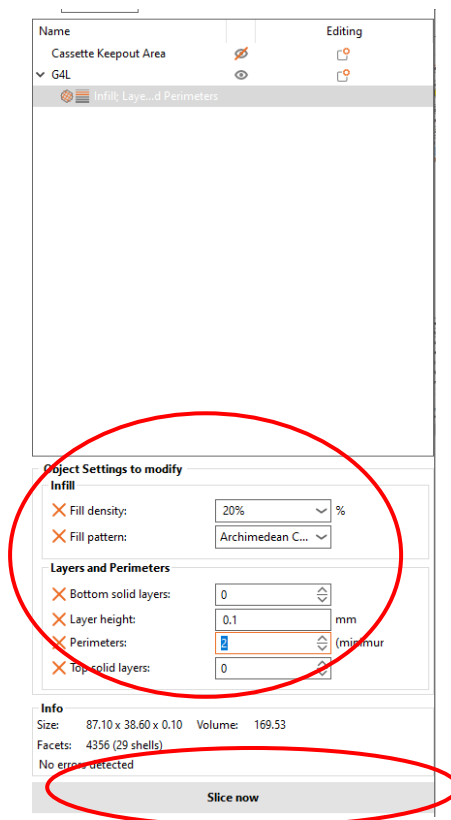 Name Editing
Cassette Keepout Area
G4L
Infill; Laye...d Perimeters
Object Settings to modify
Infill
Fill density: 20% %
Fill pattern: Archimedean C...
Layers and Perimeters
Bottom solid layers: 0
Layer height: 0.1 mm
Perimeters: 2 (minimur
Top solid layers: 0
Info
Size: 87.10 x 38.60 x 0.10 Volume: 169.53
Facets: 4356 (29 shells)
No errors detected
Slice now